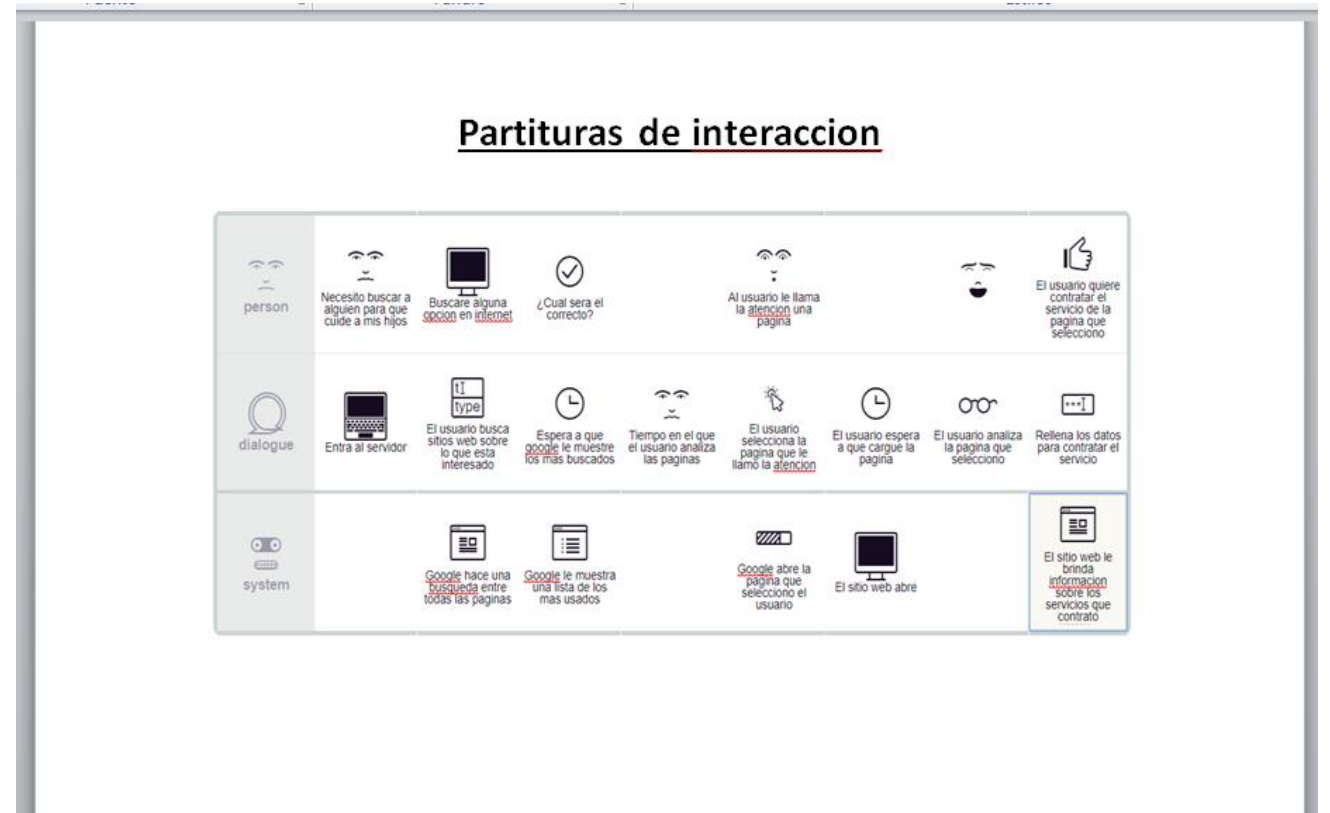 Partituras de interaccion
person
Necesito buscar a
alguien para que
cuide a mis hijos
Buscare alguna
opcion en internet
¿Cual sera el
correcto?
Al usuario le llama
la atencion una
pagina
El usuario quiere
contratar el
servicio de la
pagina que
selecciono
dialogue
Entra al servidor
type
El usuario busca
sitios web sobre
lo que esta
interesado
Espera a que
google le muestre
los mas buscados
Tiempo en el que
el usuario analiza
las paginas
El usuario
selecciona la
pagina que le
llamo la atencion
El usuario espera
a que cargue la
pagina
El usuario analiza
la pagina que
selecciono
Rellena los datos
para contratar el
servicio
system
Google hace una
busqueda entre
todas las paginas
Google le muestra
una lista de los
mas usados
Google abre la
pagina que
selecciono el
usuario
El sitio web abre
El sitio web le
brinda
informacion
sobre los
servicios que
contrato